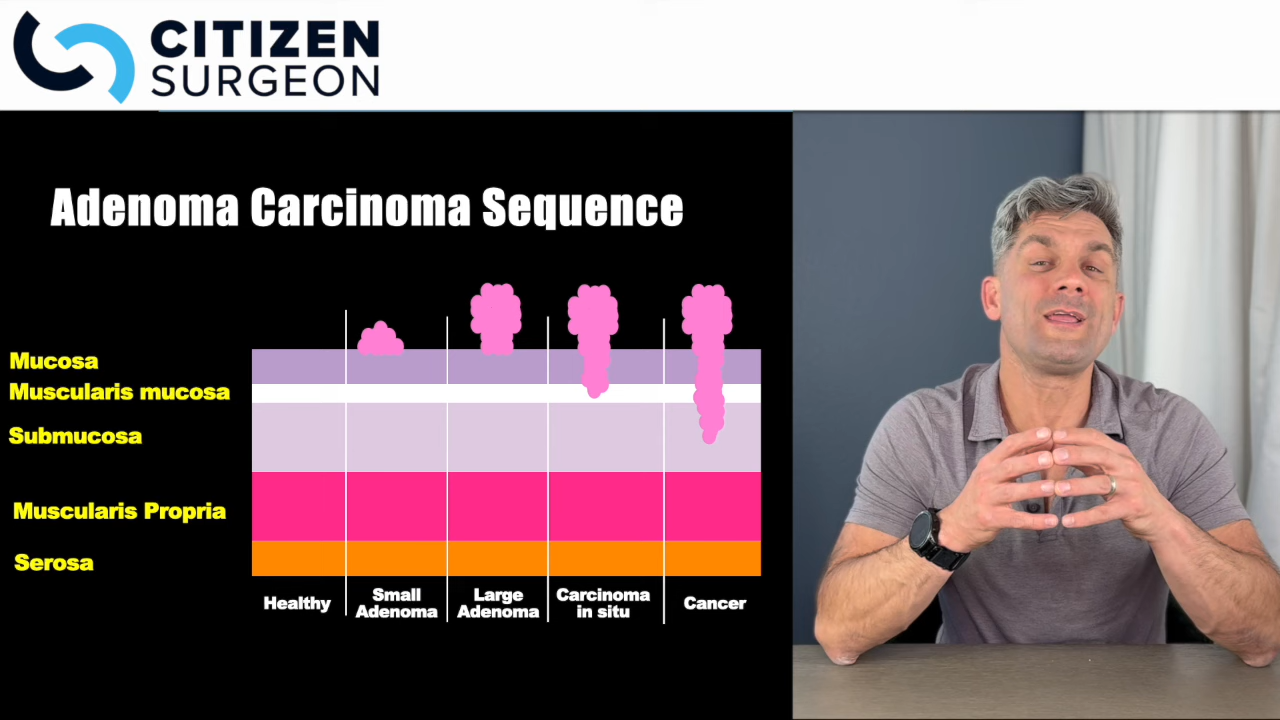 CITIZEN
SURGEON
Adenoma Carcinoma Sequence
Mucosa
Muscularis mucosa
Submucosa
Muscularis Propria
Serosa
Healthy
Small
Adenoma
Large
Adenoma
Carcinoma
in situ
Cancer